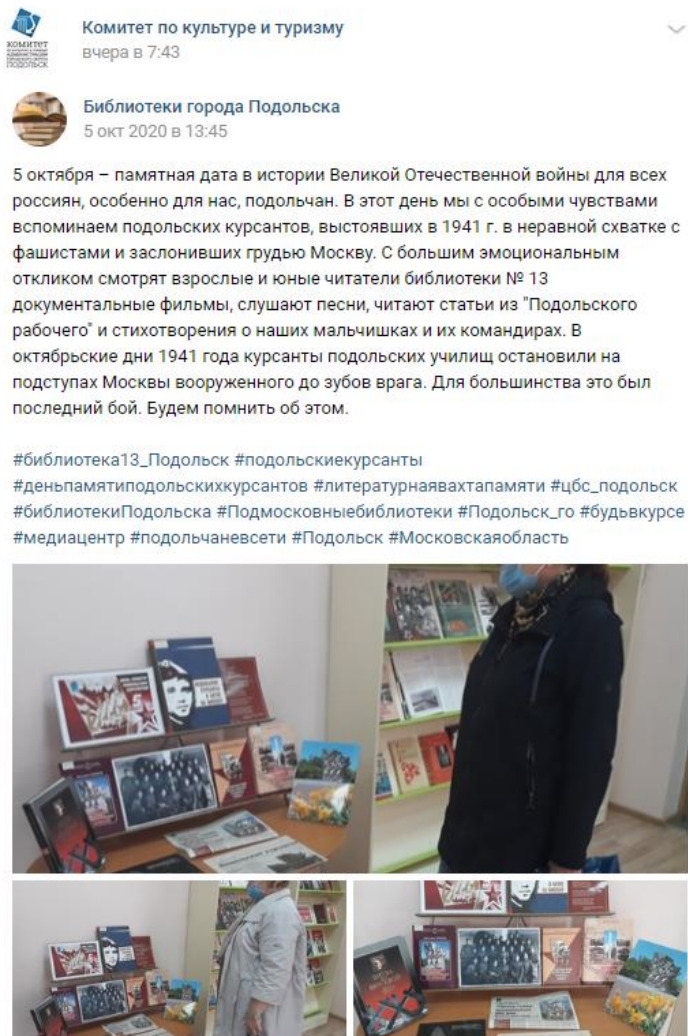 КОМИТЕТ
ПОДОЛЬСК
Комитет по культуре и туризму
вчера в 7:43
Библиотеки города Подольска
5 окт 2020 в 13:45
5 октября – памятная дата в истории Великой Отечественной войны для всех
россиян, особенно для нас, подольчан. В этот день мы с особыми чувствами
вспоминаем подольских курсантов, выстоявших в 1941 г. в неравной схватке с
фашистами и заслонивших грудью Москву. С большим эмоциональным
откликом смотрят взрослые и юные читатели библиотеки № 13
документальные фильмы, слушают песни, читают статьи из "Подольского
рабочего" и стихотворения о наших мальчишках и их командирах. В
октябрьские дни 1941 года курсанты подольских училищ остановили на
подступах Москвы вооруженного до зубов врага. Для большинства это был
последний бой. Будем помнить об этом.
#библиотека13_Подольск #подольскиекурсанты
#деньпамятиподольскихкурсантов #литературнаявахтапамяти #цбс_подольск
#библиотекиПодольска #Подмосковныебиблиотеки #Подольск_го #будьвкурсе
#медиацентр #подольчаневсети #Подольск #Московскаяобласть